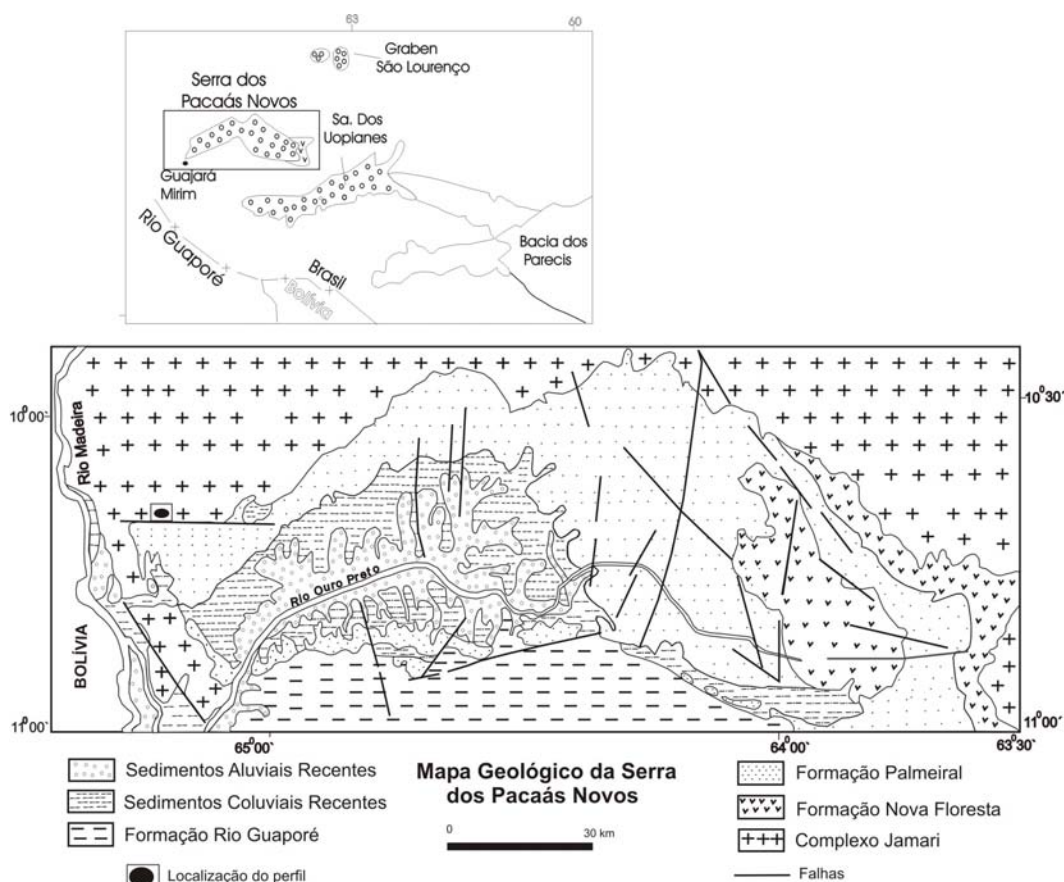 63
60
Graben
São Lourenço
Serra dos
Pacaás Novos
Sa. Dos
Uopianes
Guajará
Mirim
Rio Guaporé
Brasil
Bolívia
Bacia dos
Parecis
10°00'
10°30'
Rio Madeira
Rio Ouro Preto
BOLÍVIA
11°00'
11°00'
65°00'
64°00'
63°30'
Sedimentos Aluviais Recentes
Sedimentos Coluviais Recentes
Formação Rio Guaporé
Localização do perfil
Mapa Geológico da Serra
dos Pacaás Novos
0
30 km
Formação Palmeiral
Formação Nova Floresta
Complexo Jamari
Falhas